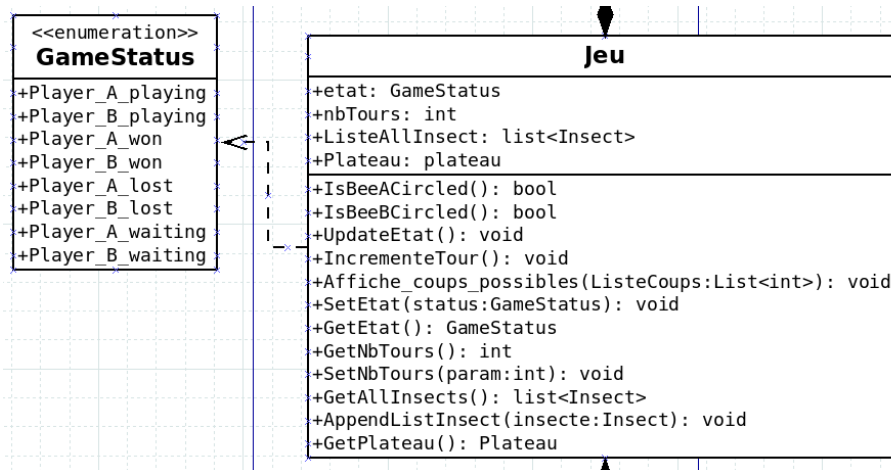 <<enumeration>>
GameStatus
+Player_A_playing
+Player_B_playing
+Player_A_won
+Player_B_won
+Player_A_lost
+Player_B_lost
+Player_A_waiting
+Player_B_waiting
Jeu
+etat: GameStatus
+nbTours: int
+ListeAllInsect: list<Insect>
+Plateau: plateau
+IsBeeACircled(): bool
+IsBeeBCircled(): bool
+UpdateEtat(): void
+IncrementeTour(): void
+Affiche_coups_possibles(ListeCoups:List<int>): void
+SetEtat(status:GameStatus): void
+GetEtat(): GameStatus
+GetNbTours(): int
+SetNbTours(param:int): void
+GetAllInsects(): list<Insect>
+AppendListInsect(insecte:Insect): void
+GetPlateau(): Plateau